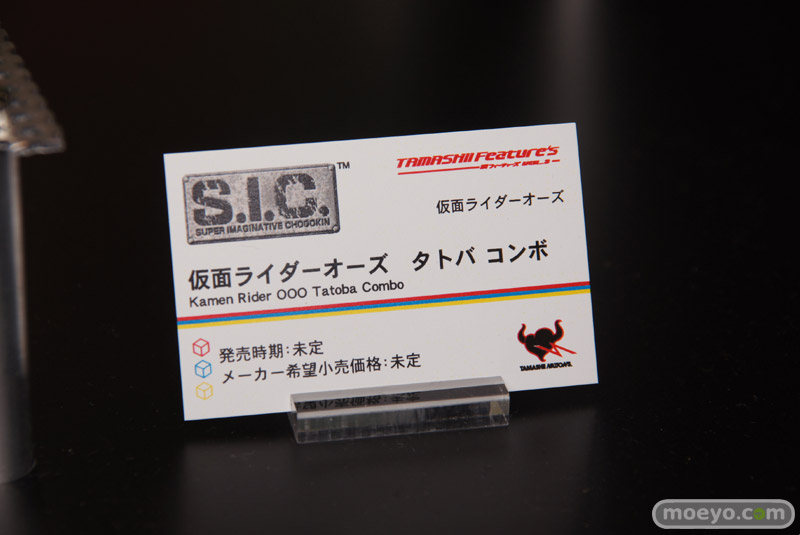 S.I.C.™
SUPER IMAGINATIVE CHOGOKIN
TAMASHII Feature's
仮面ライダーオーズ
仮面ライダーオーズ　タトバ コンボ
Kamen Rider OOO Tatoba Combo
発売時期：未定
メーカー希望小売価格：未定
TAMASHII NATIONS
moeyo.com